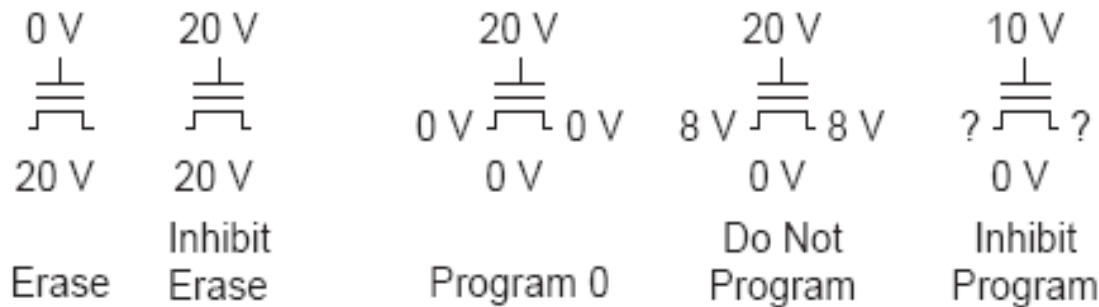 0 V 20 V 20 V 20 V 10 V
0 V 0 V 8 V 8 V ? ?
20 V 20 V 0 V 0 V 0 V
Inhibit Do Not Inhibit
Erase Erase Program 0 Program Program